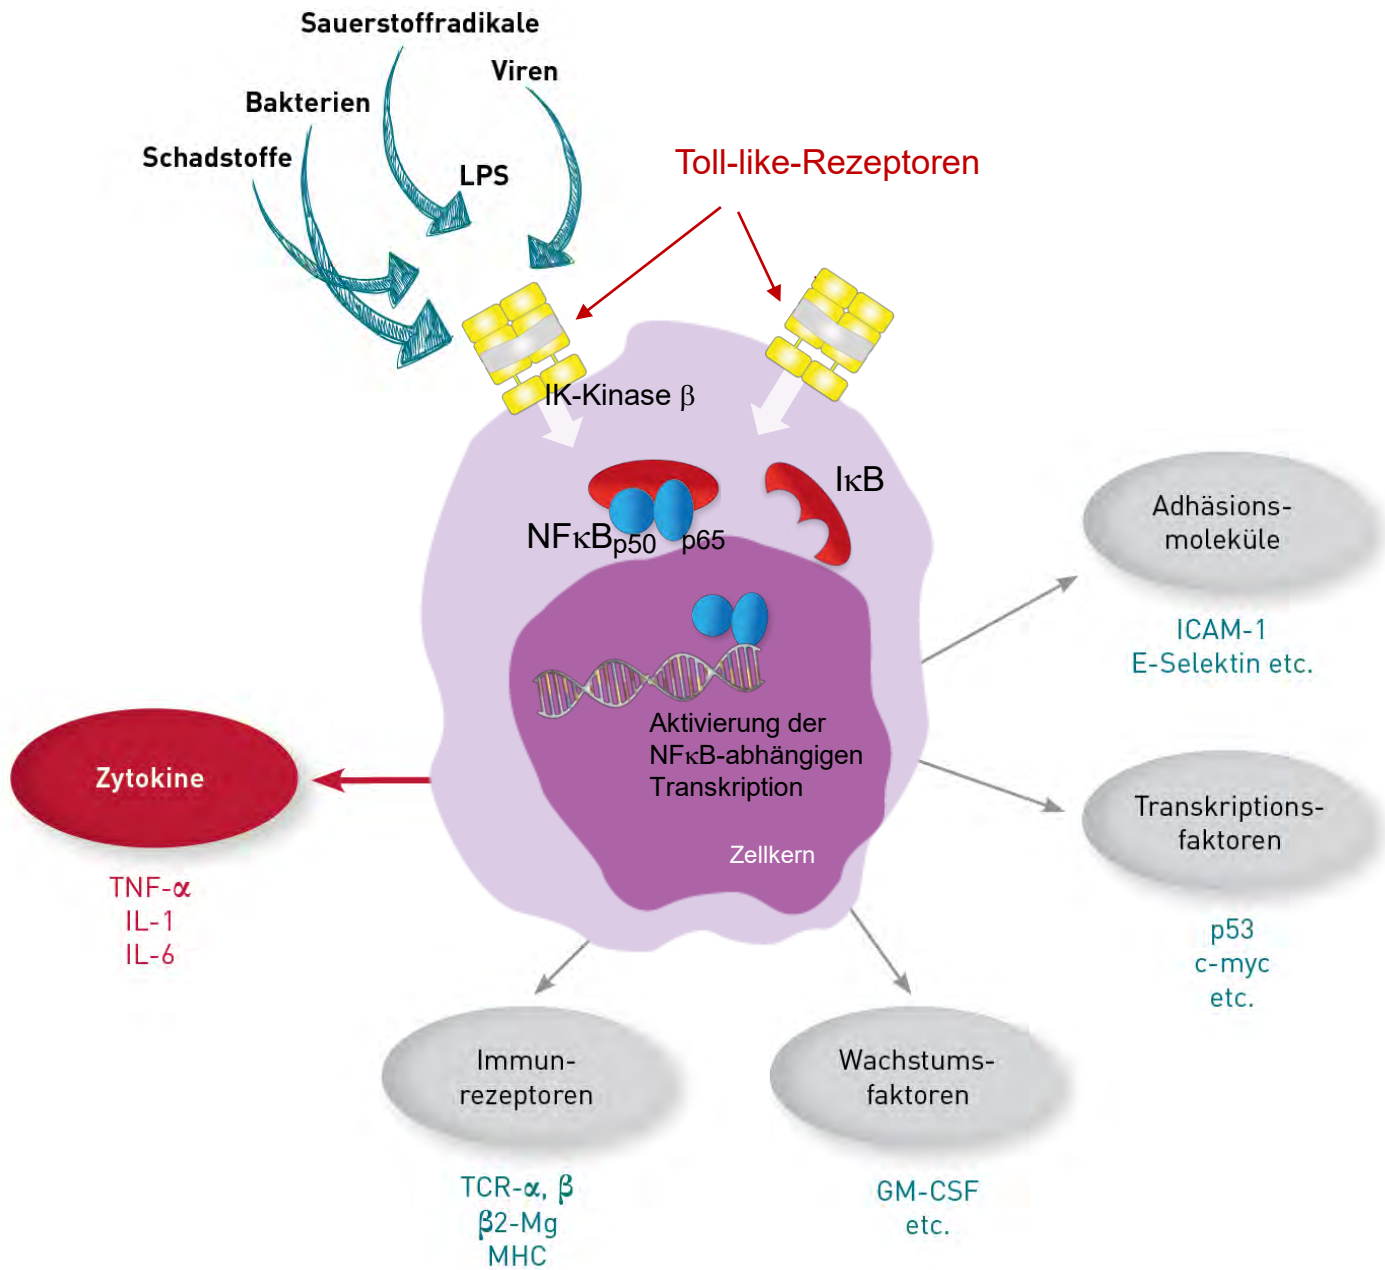 Sauerstoffradikale
Viren
Bakterien
Schadstoffe
LPS
Toll-like-Rezeptoren
IK-Kinase β
IκB
NFκB p50 p65
Aktivierung der
NFκB-abhängigen
Transkription
Zellkern
Adhäsions-
moleküle
ICAM-1
E-Selektin etc.
Transkriptions-
faktoren
p53
c-myc
etc.
Zytokine
TNF-α
IL-1
IL-6
Immun-
rezeptoren
TCR-α, β
β2-Mg
MHC
Wachstums-
faktoren
GM-CSF
etc.